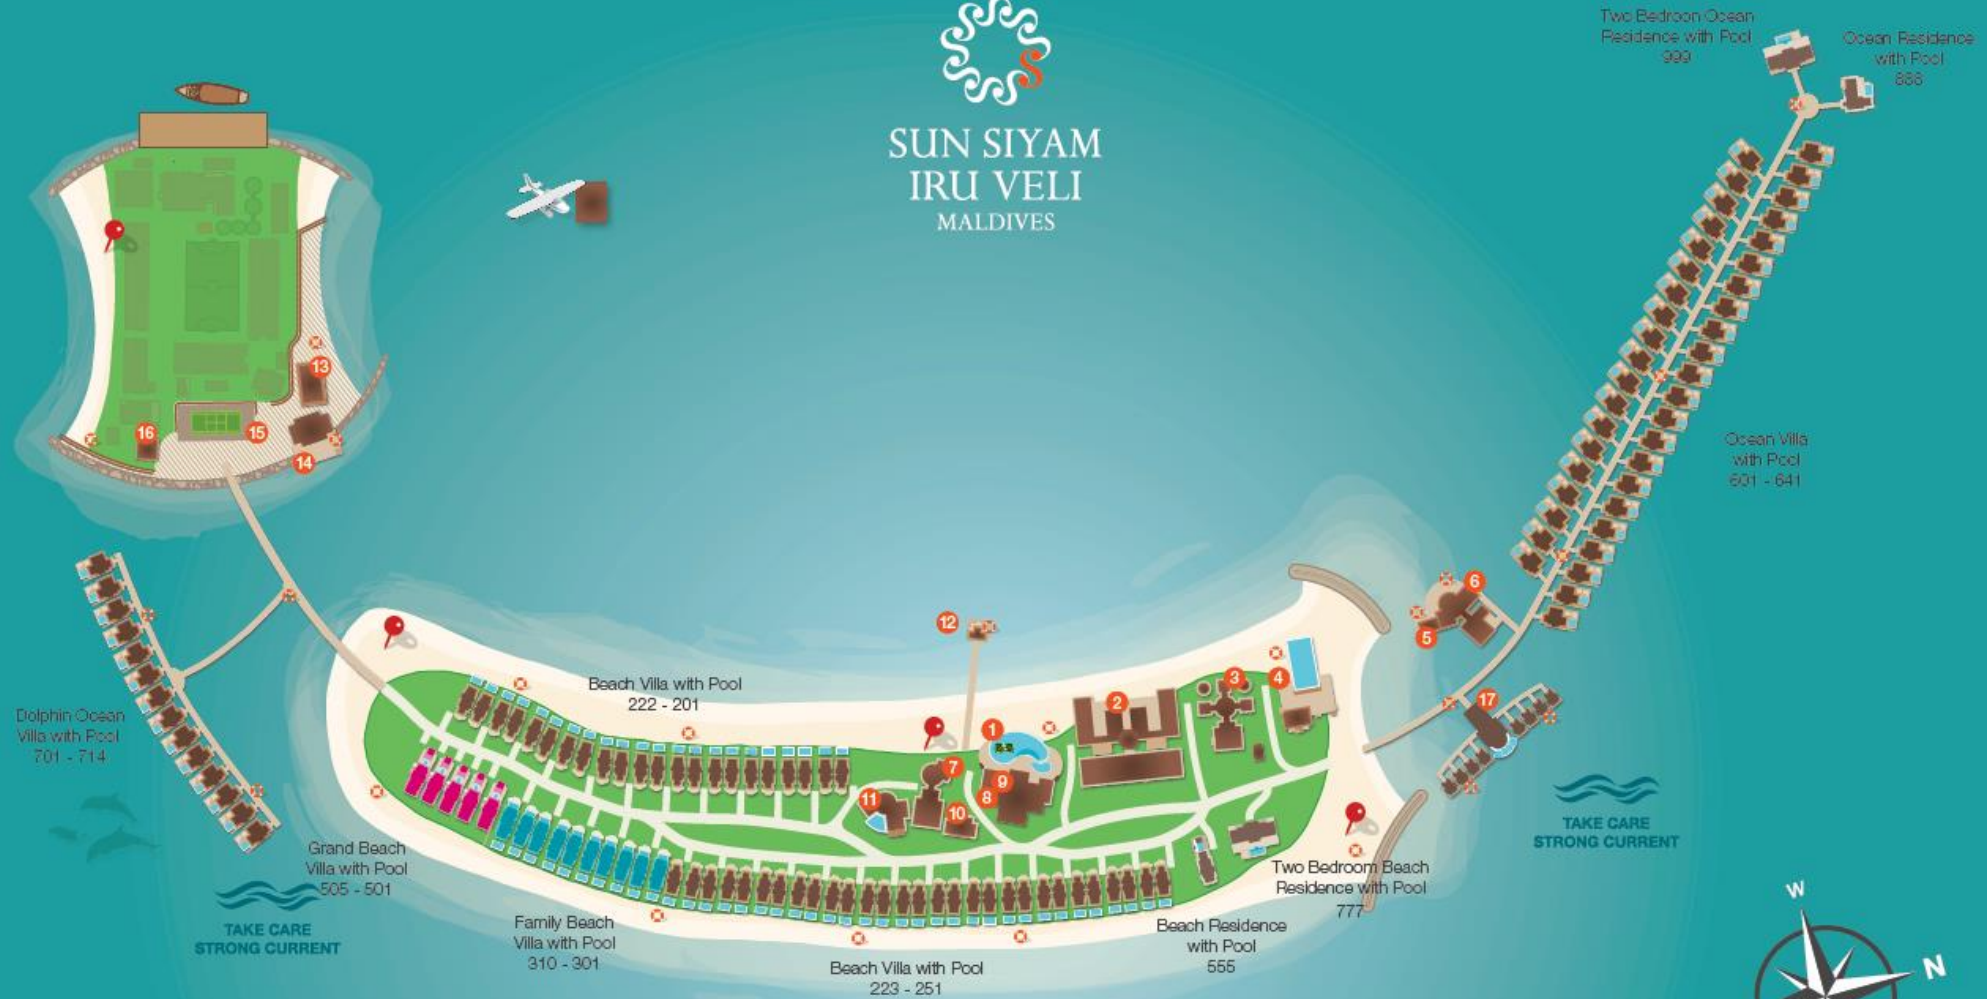 SUN SIYAM
IRU VELI
MALDIVES
Two Bedroon Ocean
Residence with Pool
999
Ocean Residence
with Pool
888
13
16
15
14
Ocean Villa
with Pool
601 - 641
12
6
5
Beach Villa with Pool
222 - 201
3
4
2
17
1
Dolphin Ocean
Villa with Pool
701 - 714
7
9
8
11
10
TAKE CARE
STRONG CURRENT
Grand Beach
Villa with Pool
505 - 501
Two Bedroom Beach
Residence with Pool
777
TAKE CARE
STRONG CURRENT
Family Beach
Villa with Pool
310 - 301
Beach Residence
with Pool
555
Beach Villa with Pool
223 - 251
W
N